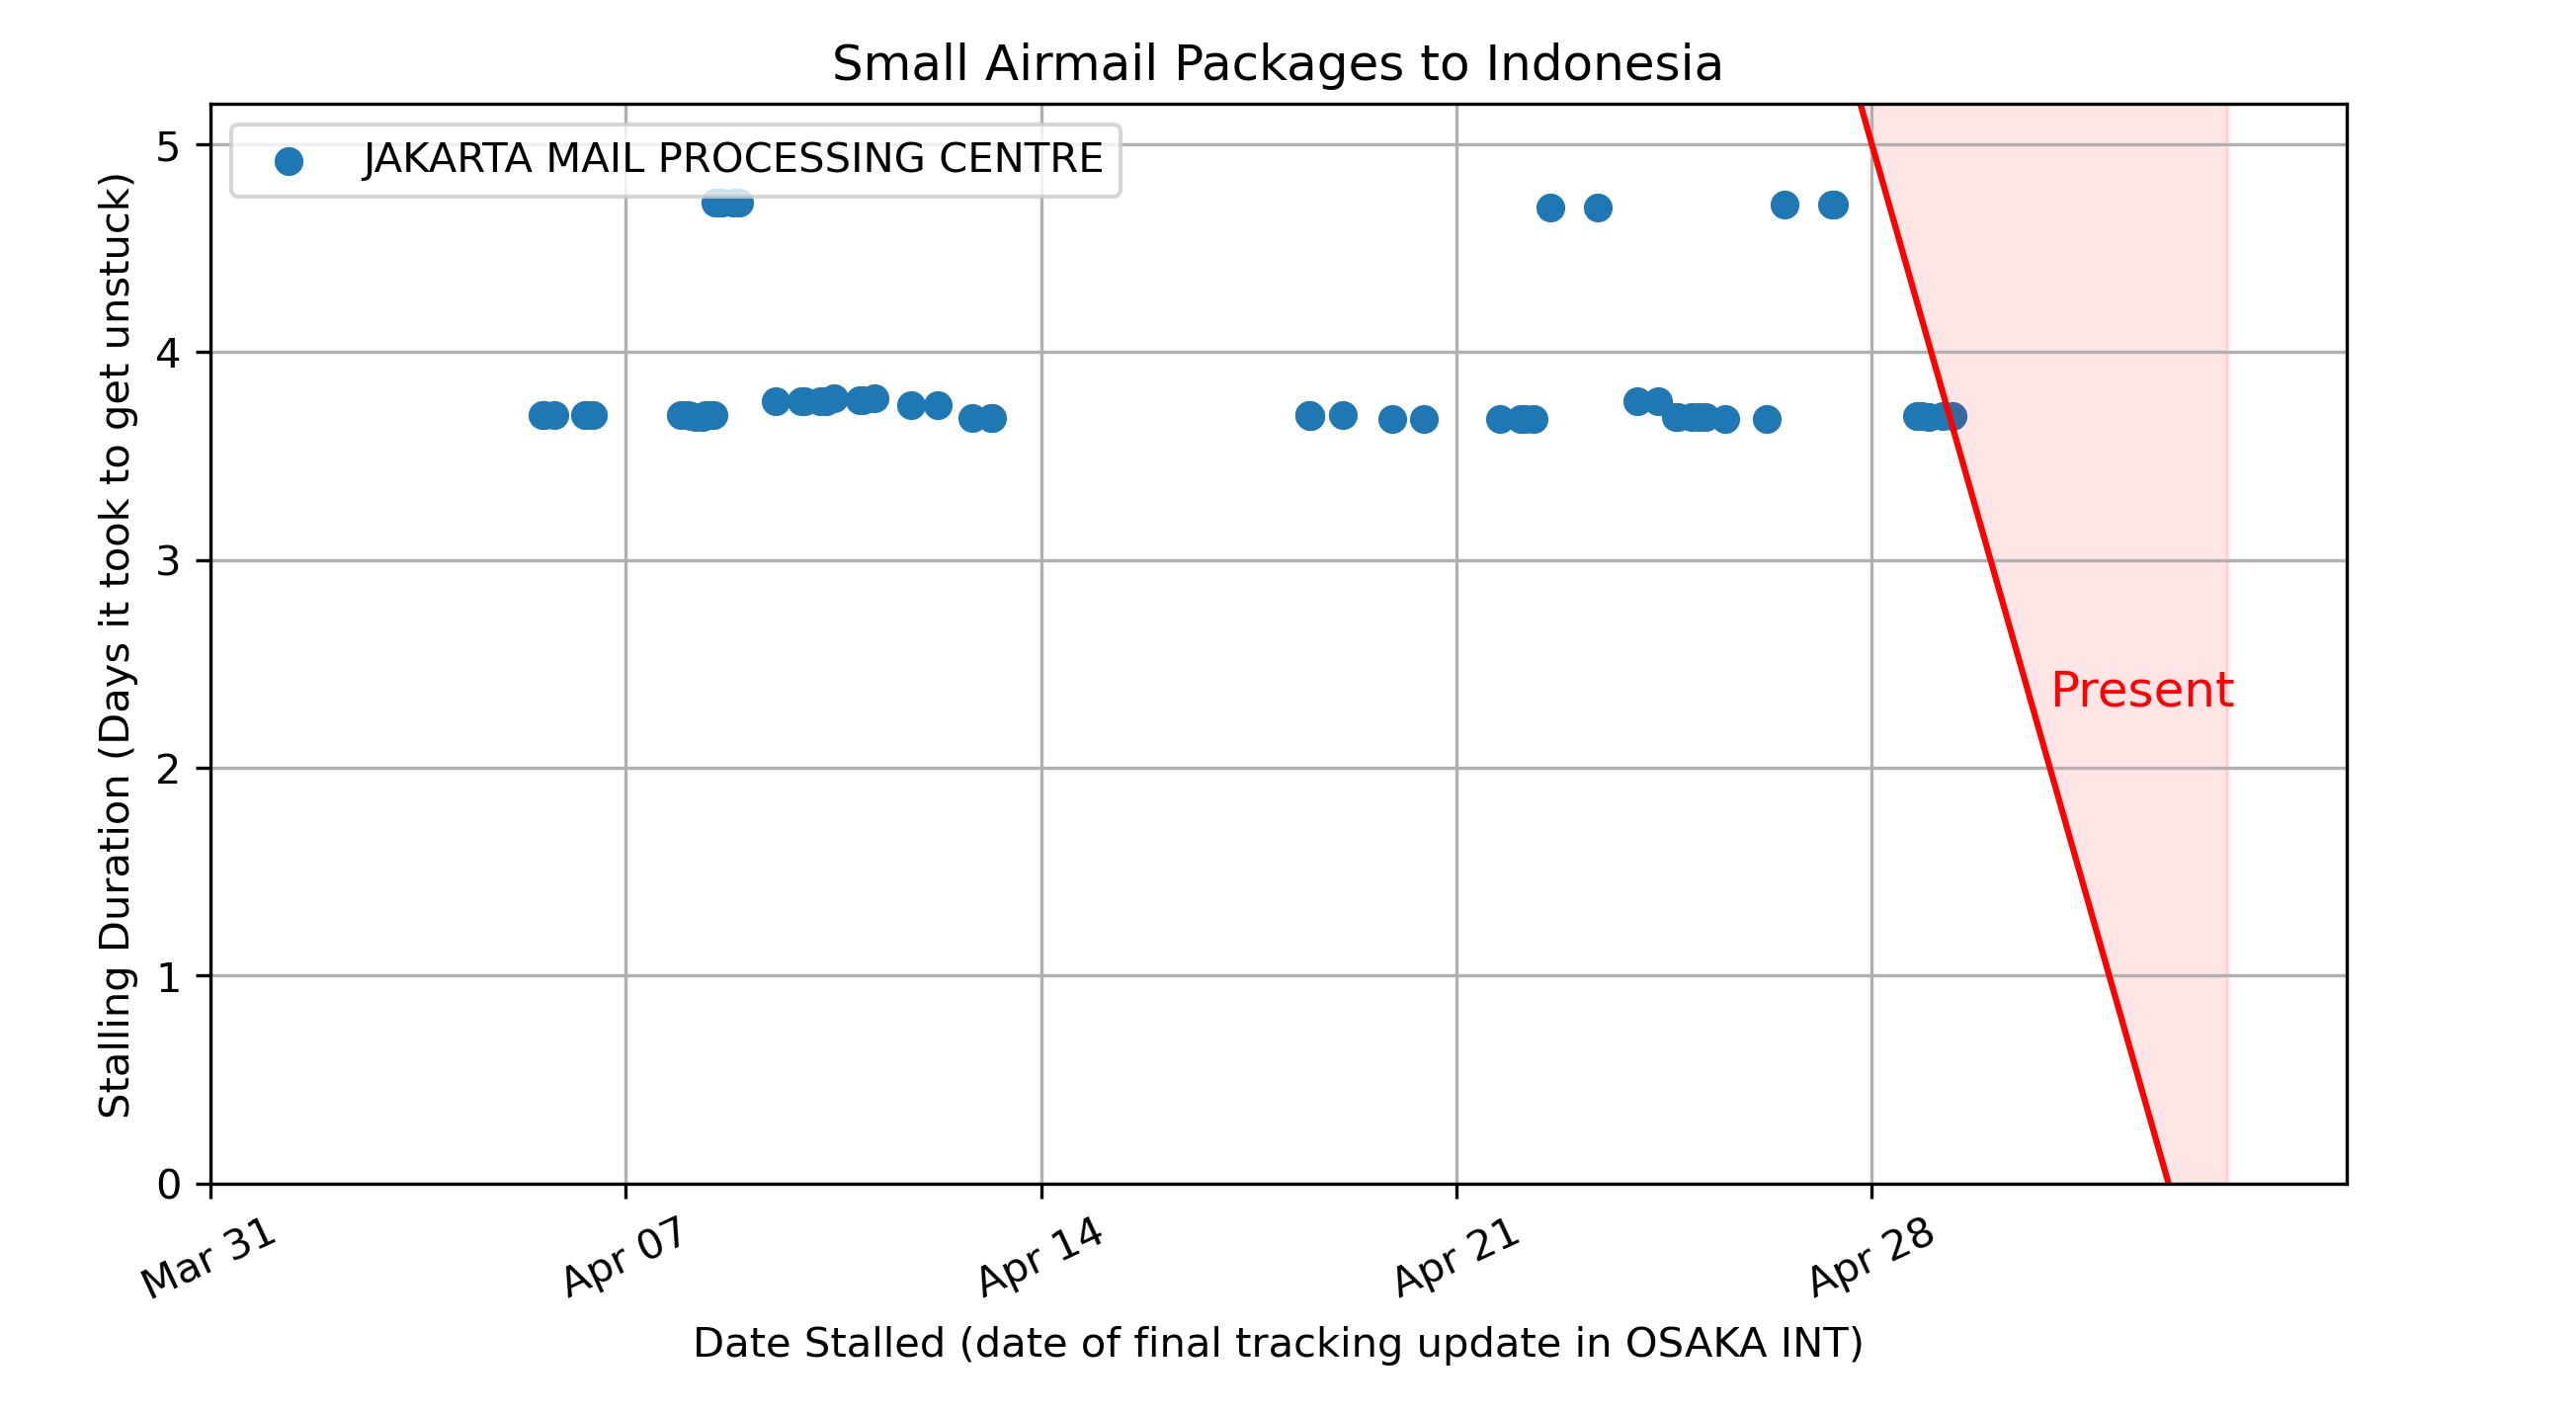 Small Airmail Packages to Indonesia
JAKARTA MAIL PROCESSING CENTRE
Stalling Duration (Days it took to get unstuck)
5
4
3
2
1
0
Present
Mar 31
Apr 07
Apr 14
Apr 21
Apr 28
Date Stalled (date of final tracking update in OSAKA INT)